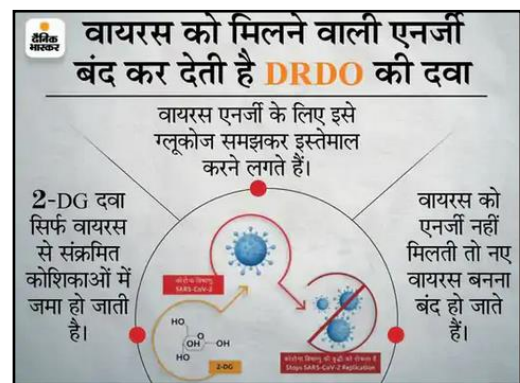 दैनिक
भास्कर
वायरस को मिलने वाली एनर्जी
बंद कर देती है DRDO की दवा
वायरस एनर्जी के लिए इसे
ग्लूकोज समझकर इस्तेमाल
करने लगते हैं।
2-DG दवा
सिर्फ वायरस
से संक्रमित
कोशिकाओं में
जमा हो जाती
है।
वायरस को
एनर्जी नहीं
मिलती तो नए
वायरस बनना
बंद हो जाते
हैं।
कोरोना विषाणु
SARS-CoV-2
HO
O
OH
OH
HO
HO
2-DG
कोरोना विषाणु की वृद्धी को रोकता है
Stops SARS-CoV-2 Replication